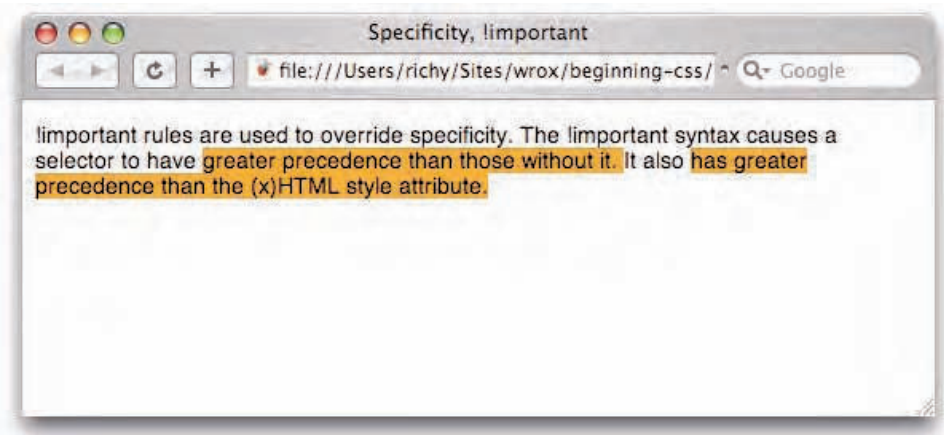 Specificity, !important
file:///Users/richy/Sites/wrox/beginning-css/
Google
!important rules are used to override specificity. The !important syntax causes a
selector to have greater precedence than those without it. It also has greater
precedence than the (x)HTML style attribute.